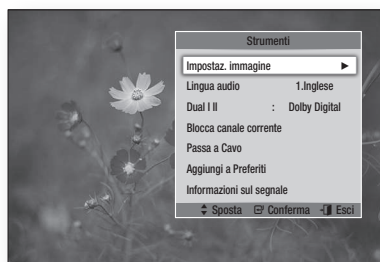 Strumenti
Impostaz. immagine ►
Lingua audio 1.Inglese
Dual I II : Dolby Digital
Blocca canale corrente
Passa a Cavo
Aggiungi a Preferiti
Informazioni sul segnale
Sposta Conferma Esci